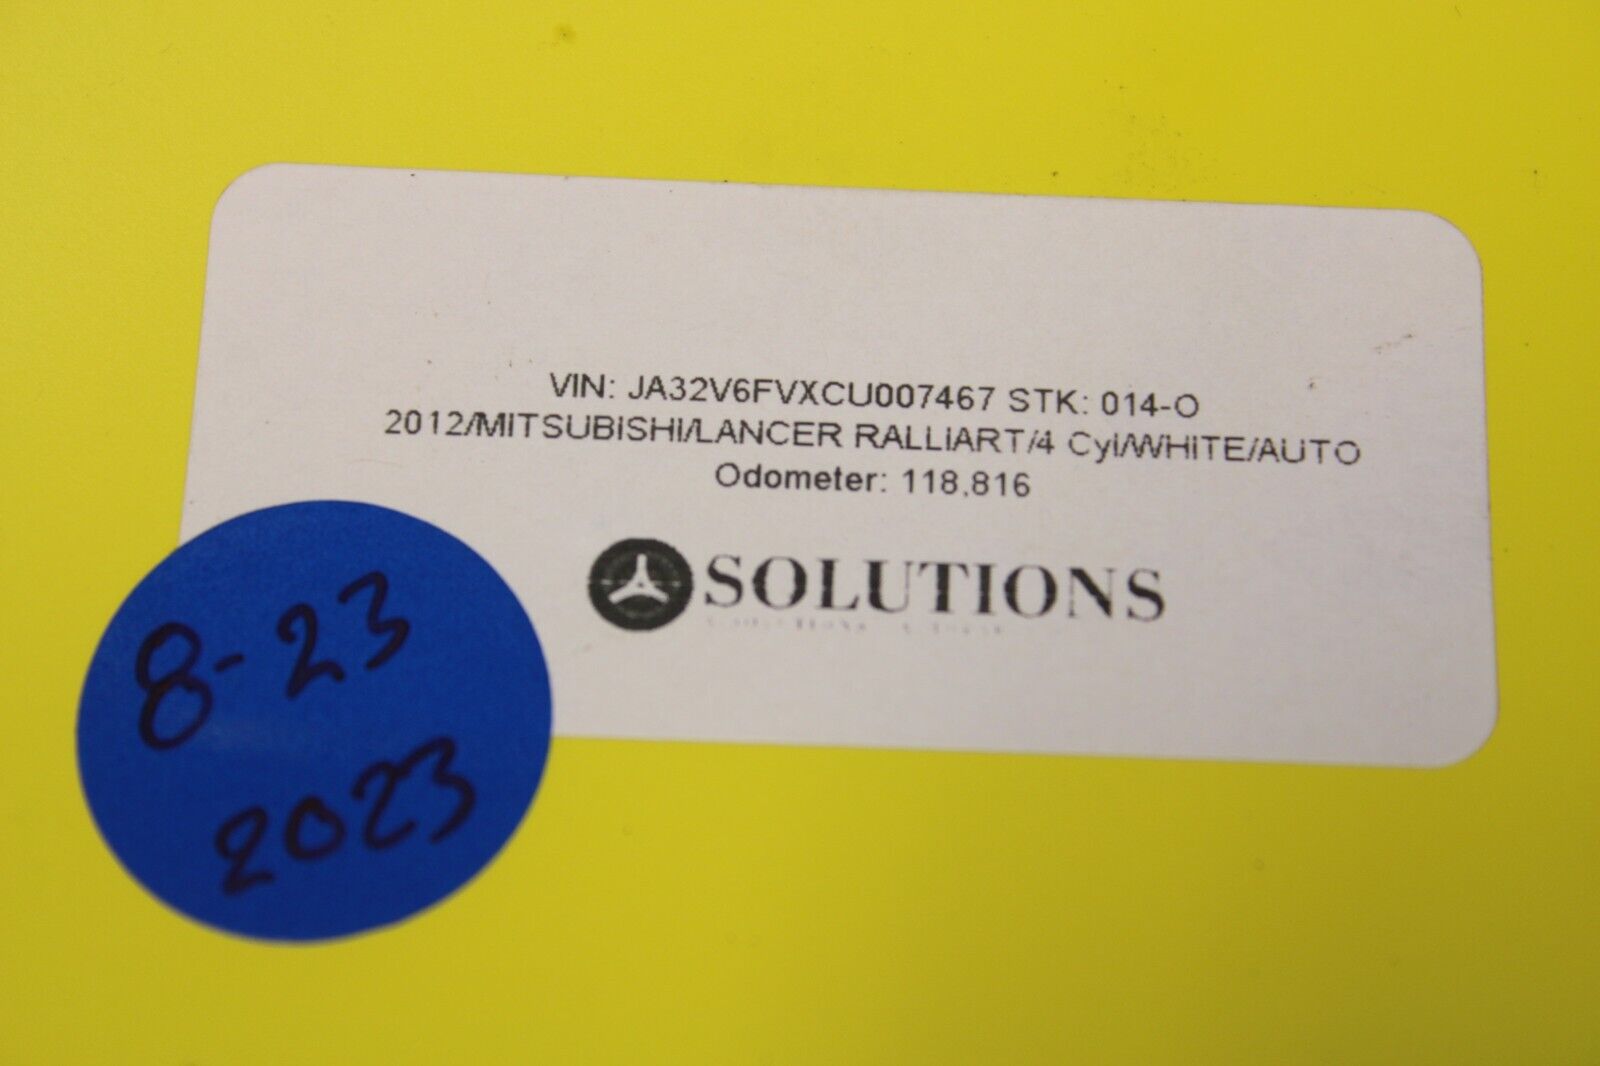 VIN: JA32V6FVXCU007467 STK: 014-O
2012/MITSUBISHI/LANCER RALLIART/4 Cyl/WHITE/AUTO
Odometer: 118,816
SOLUTIONS
8-23
2023